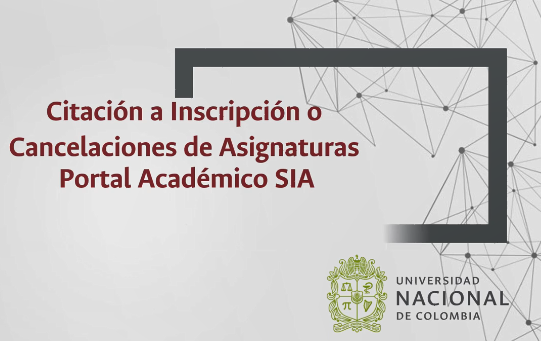 Citación a Inscripción o
Cancelaciones de Asignaturas
Portal Académico SIA
UNIVERSIDAD
NACIONAL
DE COLOMBIA